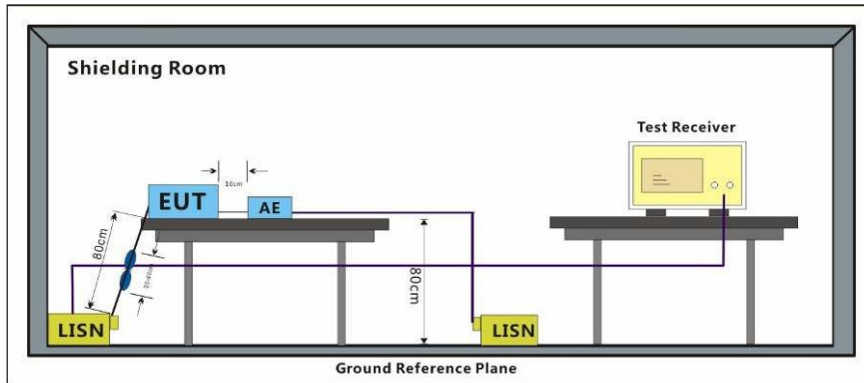 Shielding Room
Test Receiver
10cm
EUT
AE
80cm
80cm
LISN
LISN
Ground Reference Plane